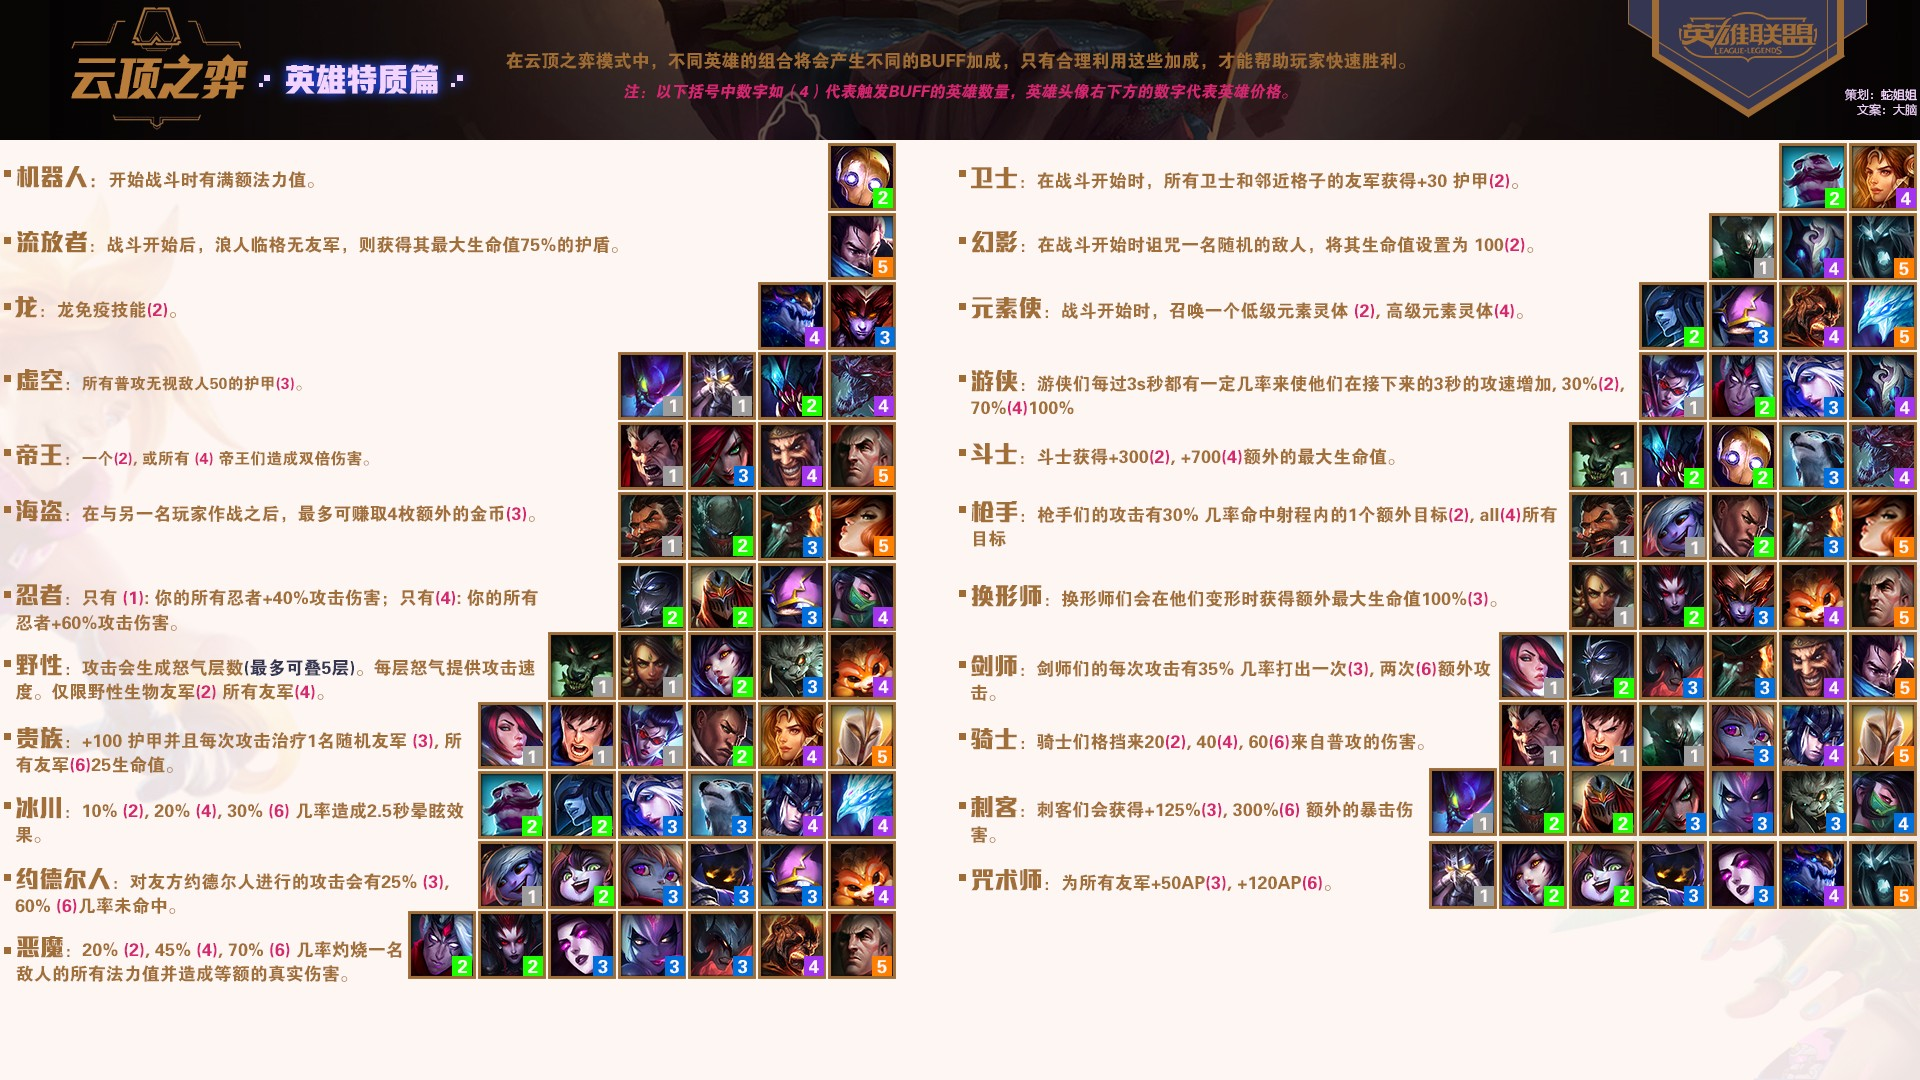 云顶之弈
·英雄特质篇·
在云顶之弈模式中，不同英雄的组合将会产生不同的BUFF加成，只有合理利用这些加成，才能帮助玩家快速胜利。
注：以下括号中数字如（4）代表触发BUFF的英雄数量，英雄头像右下方的数字代表英雄价格。
英雄联盟
LEAGUE of LEGENDS
策划：蛇姐姐
文案：大脑
机器人：开始战斗时有满额法力值。
2
流放者：战斗开始后，浪人临格无友军，则获得其最大生命值75%的护盾。
5
龙：龙免疫技能(2)。
4 3
虚空：所有普攻无视敌人50的护甲(3)。
1 1 2 4
帝王：一个(2), 或所有 (4) 帝王们造成双倍伤害。
1 3 4 5
海盗：在与另一名玩家作战之后，最多可赚取4枚额外的金币(3)。
1 2 3 5
忍者：只有 (1): 你的所有忍者+40%攻击伤害；只有(4): 你的所有
忍者+60%攻击伤害。
2 2 3 4
野性：攻击会生成怒气层数(最多可叠5层)。每层怒气提供攻击速
度。仅限野性生物友军(2) 所有友军(4)。
1 1 2 3 4
贵族：+100 护甲并且每次攻击治疗1名随机友军 (3), 所
有友军(6)25生命值。
1 1 1 2 4 5
冰川：10% (2), 20% (4), 30% (6) 几率造成2.5秒晕眩效
果。
2 2 3 3 4 4
约德尔人：对友方约德尔人进行的攻击会有25% (3),
60% (6)几率未命中。
1 2 3 3 3 4
恶魔：20% (2), 45% (4), 70% (6) 几率灼烧一名
敌人的所有法力值并造成等额的真实伤害。
2 2 3 3 3 4 5
卫士：在战斗开始时，所有卫士和邻近格子的友军获得+30 护甲(2)。
2 4
幻影：在战斗开始时诅咒一名随机的敌人，将其生命值设置为 100(2)。
1 4 5
元素使：战斗开始时，召唤一个低级元素灵体 (2), 高级元素灵体(4)。
2 3 4 5
游侠：游侠们每过3s秒都有一定几率来使他们在接下来的3秒的攻速增加, 30%(2),
70%(4)100%
1 2 3 4
斗士：斗士获得+300(2), +700(4)额外的最大生命值。
1 2 2 3 4
枪手：枪手们的攻击有30% 几率命中射程内的1个额外目标(2), all(4)所有
目标
1 1 2 3 5
换形师：换形师们会在他们变形时获得额外最大生命值100%(3)。
1 2 3 4 5
剑师：剑师们的每次攻击有35% 几率打出一次(3), 两次(6)额外攻
击。
1 2 3 3 4 5
骑士：骑士们格挡来20(2), 40(4), 60(6)来自普攻的伤害。
1 1 1 3 4 5
刺客：刺客们会获得+125%(3), 300%(6) 额外的暴击伤
害。
1 2 2 3 3 3 4
咒术师：为所有友军+50AP(3), +120AP(6)。
1 2 2 3 3 4 5